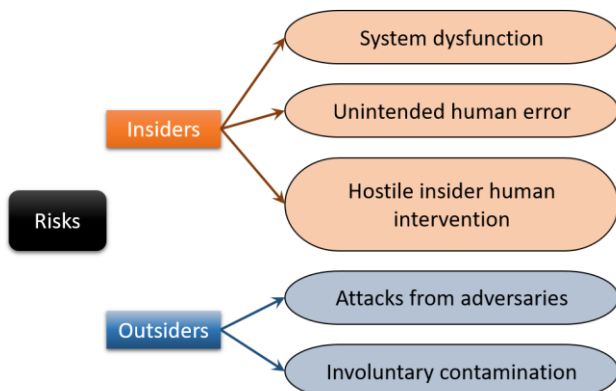 System dysfunction
Unintended human error
Insiders
Hostile insider human
intervention
Risks
Attacks from adversaries
Outsiders
Involuntary contamination